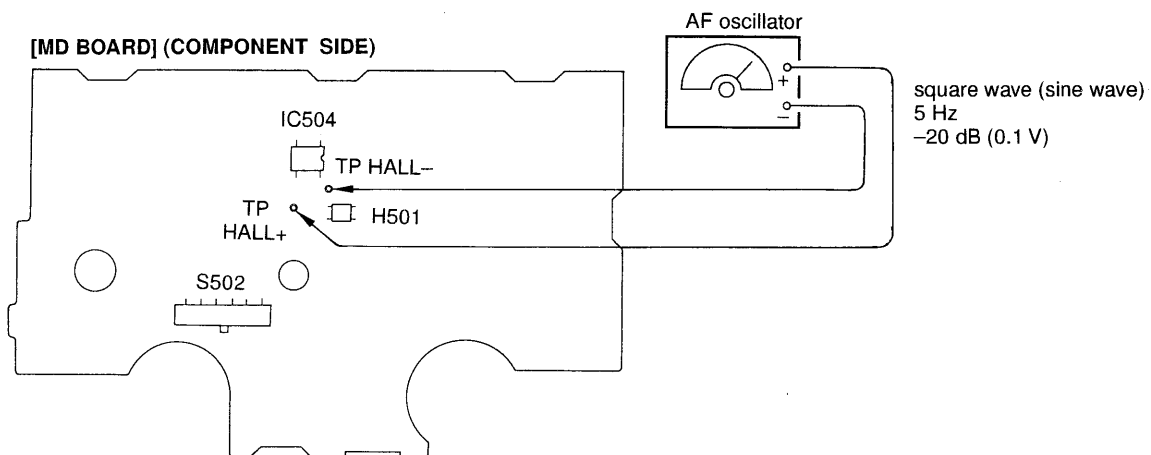 AF oscillator
[MD BOARD] (COMPONENT SIDE)
+
−
square wave (sine wave)
5 Hz
−20 dB (0.1 V)
IC504
TP HALL−
TP
HALL+
H501
S502